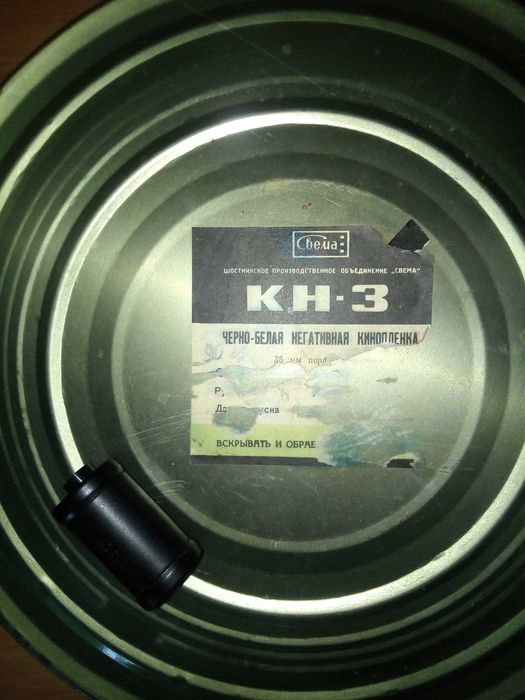 Свема
ШОСТКИНСКОЕ ПРОИЗВОДСТВЕННОЕ ОБЪЕДИНЕНИЕ „СВЕМА"
КН-3
ЧЕРНО-БЕЛАЯ НЕГАТИВНАЯ КИНОПЛЕНКА
35 мм перф
ВСКРЫВАТЬ И ОБРАБ